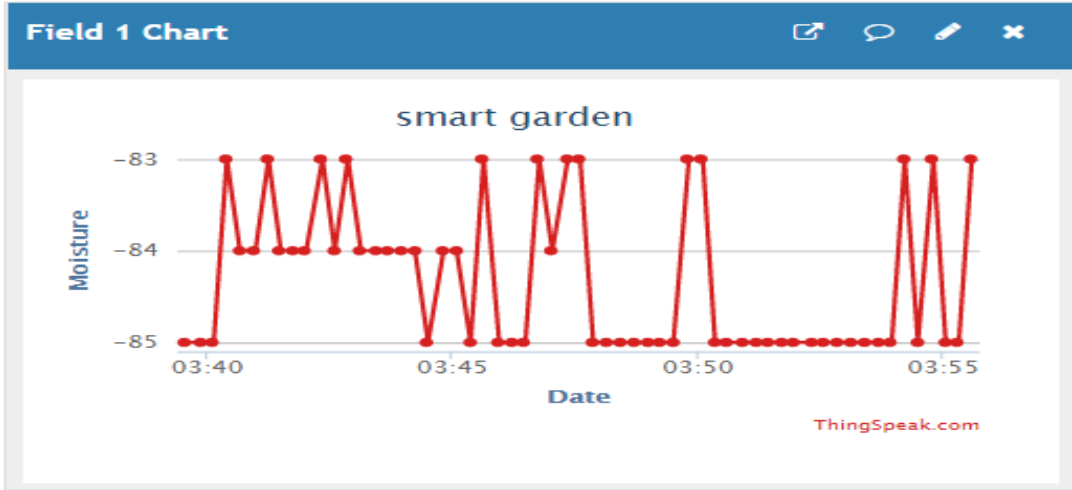 Field 1 Chart
smart garden
Moisture
-83
-84
-85
03:40 03:45 03:50 03:55
Date
ThingSpeak.com